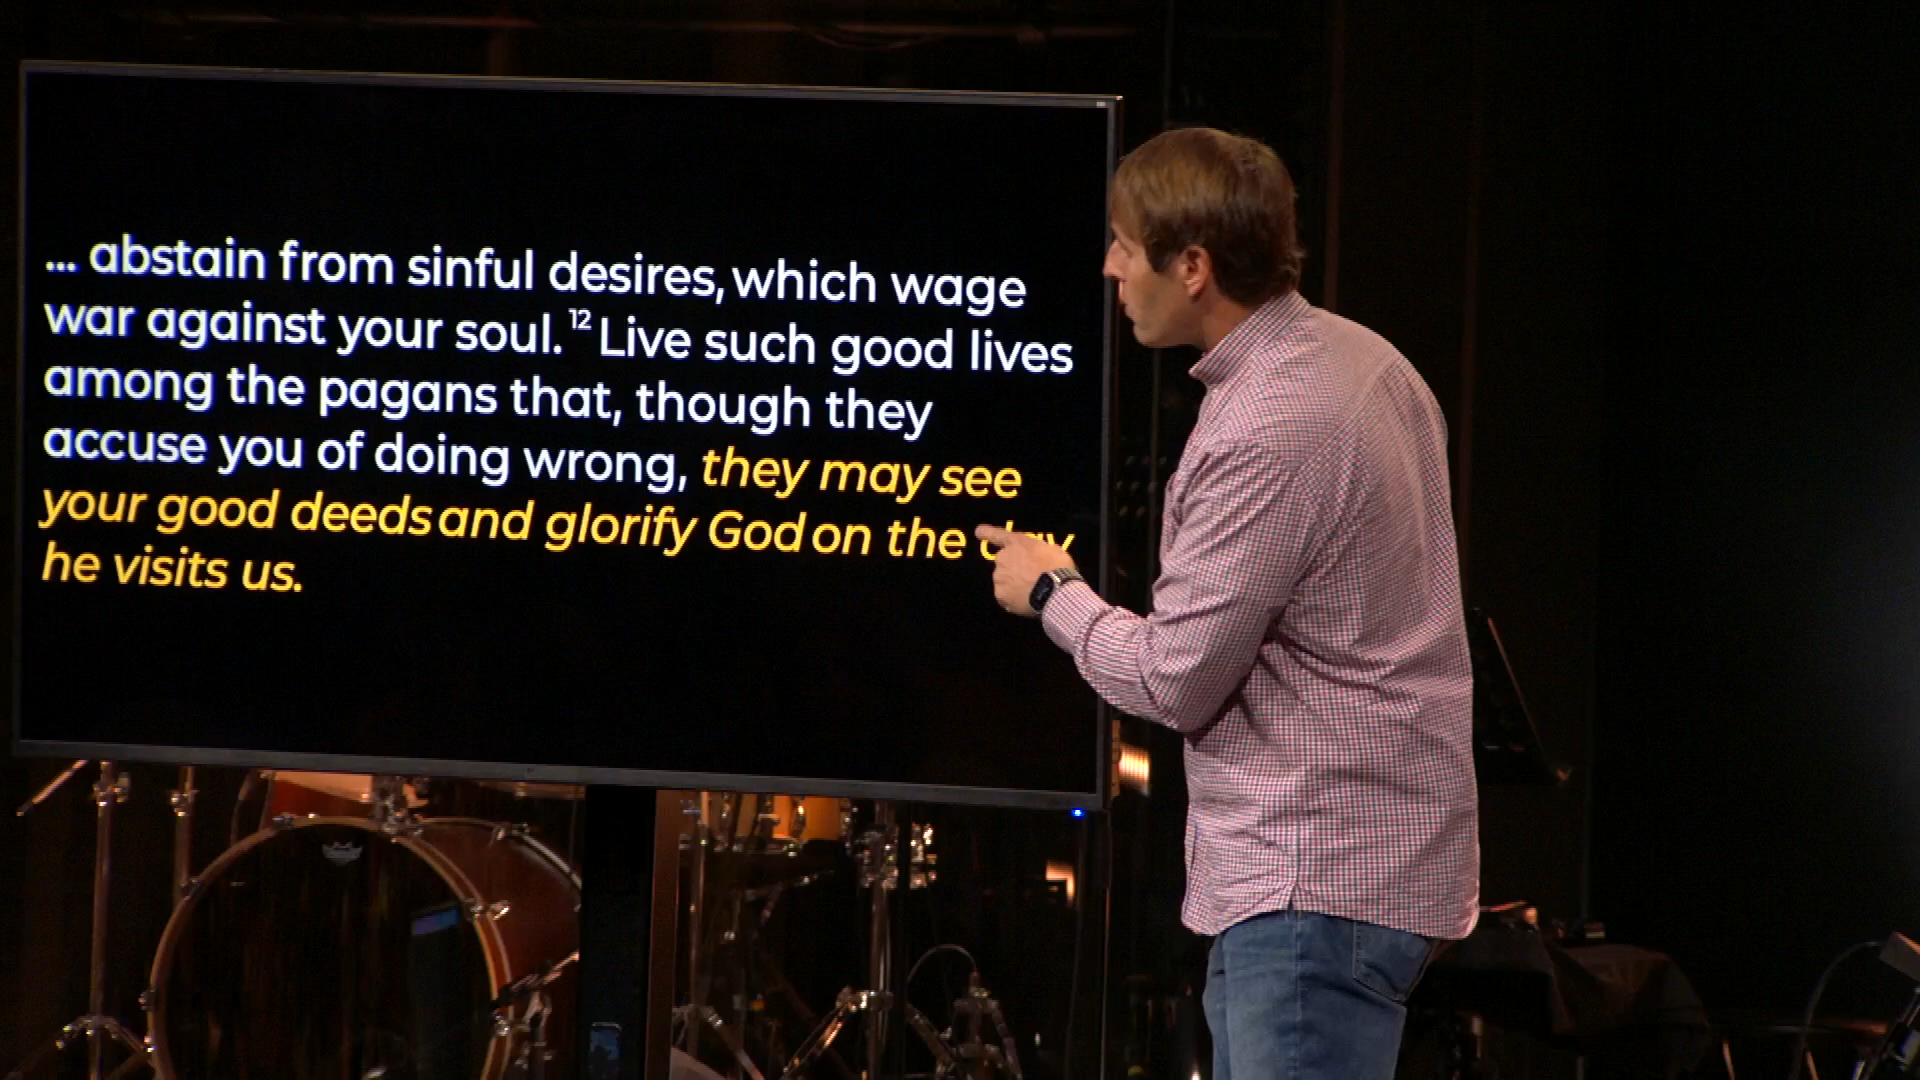 ... abstain from sinful desires, which wage
war against your soul. ¹² Live such good lives
among the pagans that, though they
accuse you of doing wrong, they may see
your good deeds and glorify God on the day
he visits us.